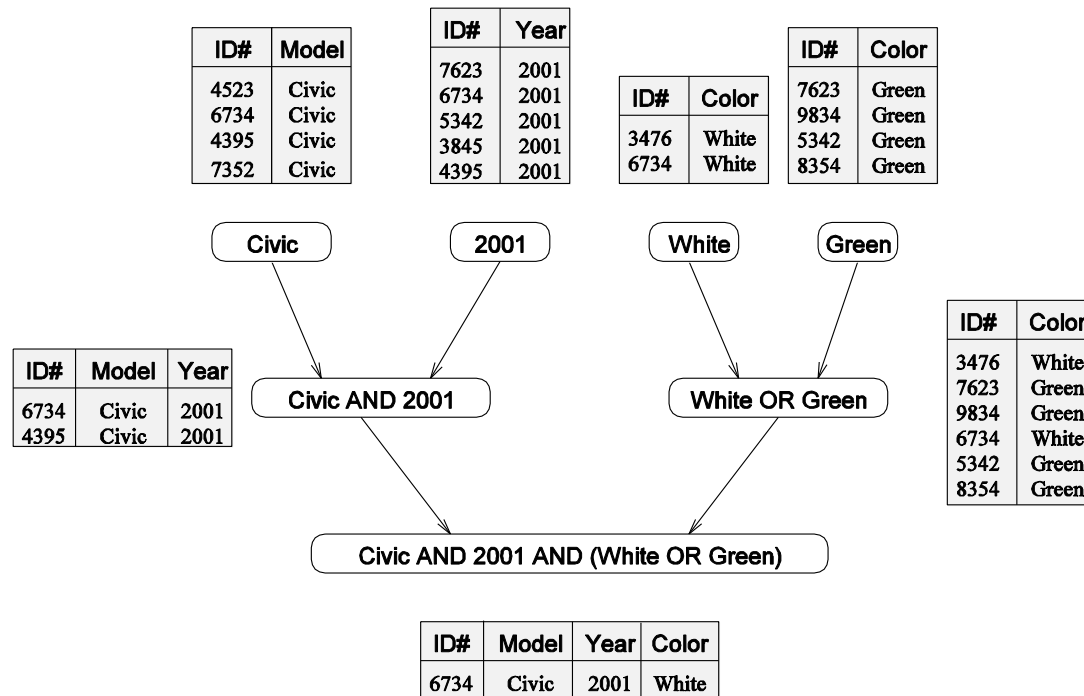 ID# Model
4523 Civic
6734 Civic
4395 Civic
7352 Civic
ID# Year
7623 2001
6734 2001
5342 2001
3845 2001
4395 2001
ID# Color
3476 White
6734 White
ID# Color
7623 Green
9834 Green
5342 Green
8354 Green
Civic
2001
White
Green
ID# Model Year
6734 Civic 2001
4395 Civic 2001
Civic AND 2001
White OR Green
ID# Color
3476 White
7623 Green
9834 Green
6734 White
5342 Green
8354 Green
Civic AND 2001 AND (White OR Green)
ID# Model Year Color
6734 Civic 2001 White